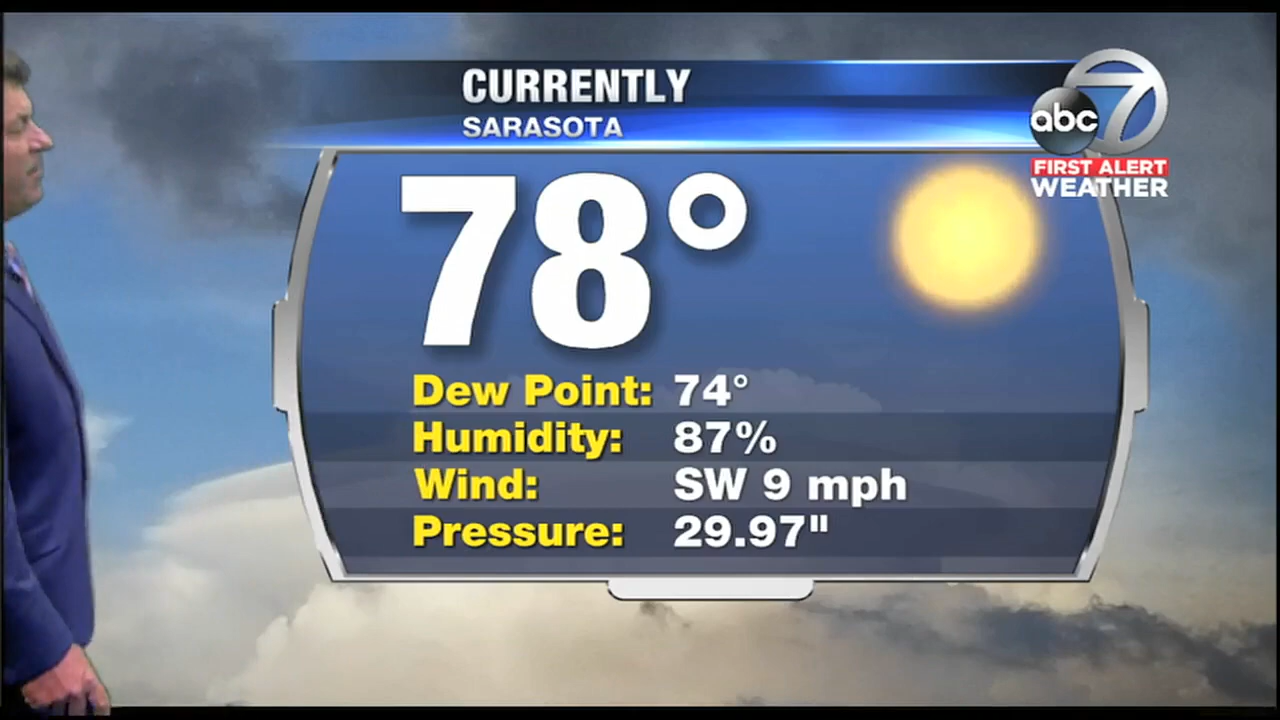 CURRENTLY
SARASOTA
abc 7
FIRST ALERT
WEATHER
78°
Dew Point: 74°
Humidity: 87%
Wind: SW 9 mph
Pressure: 29.97"